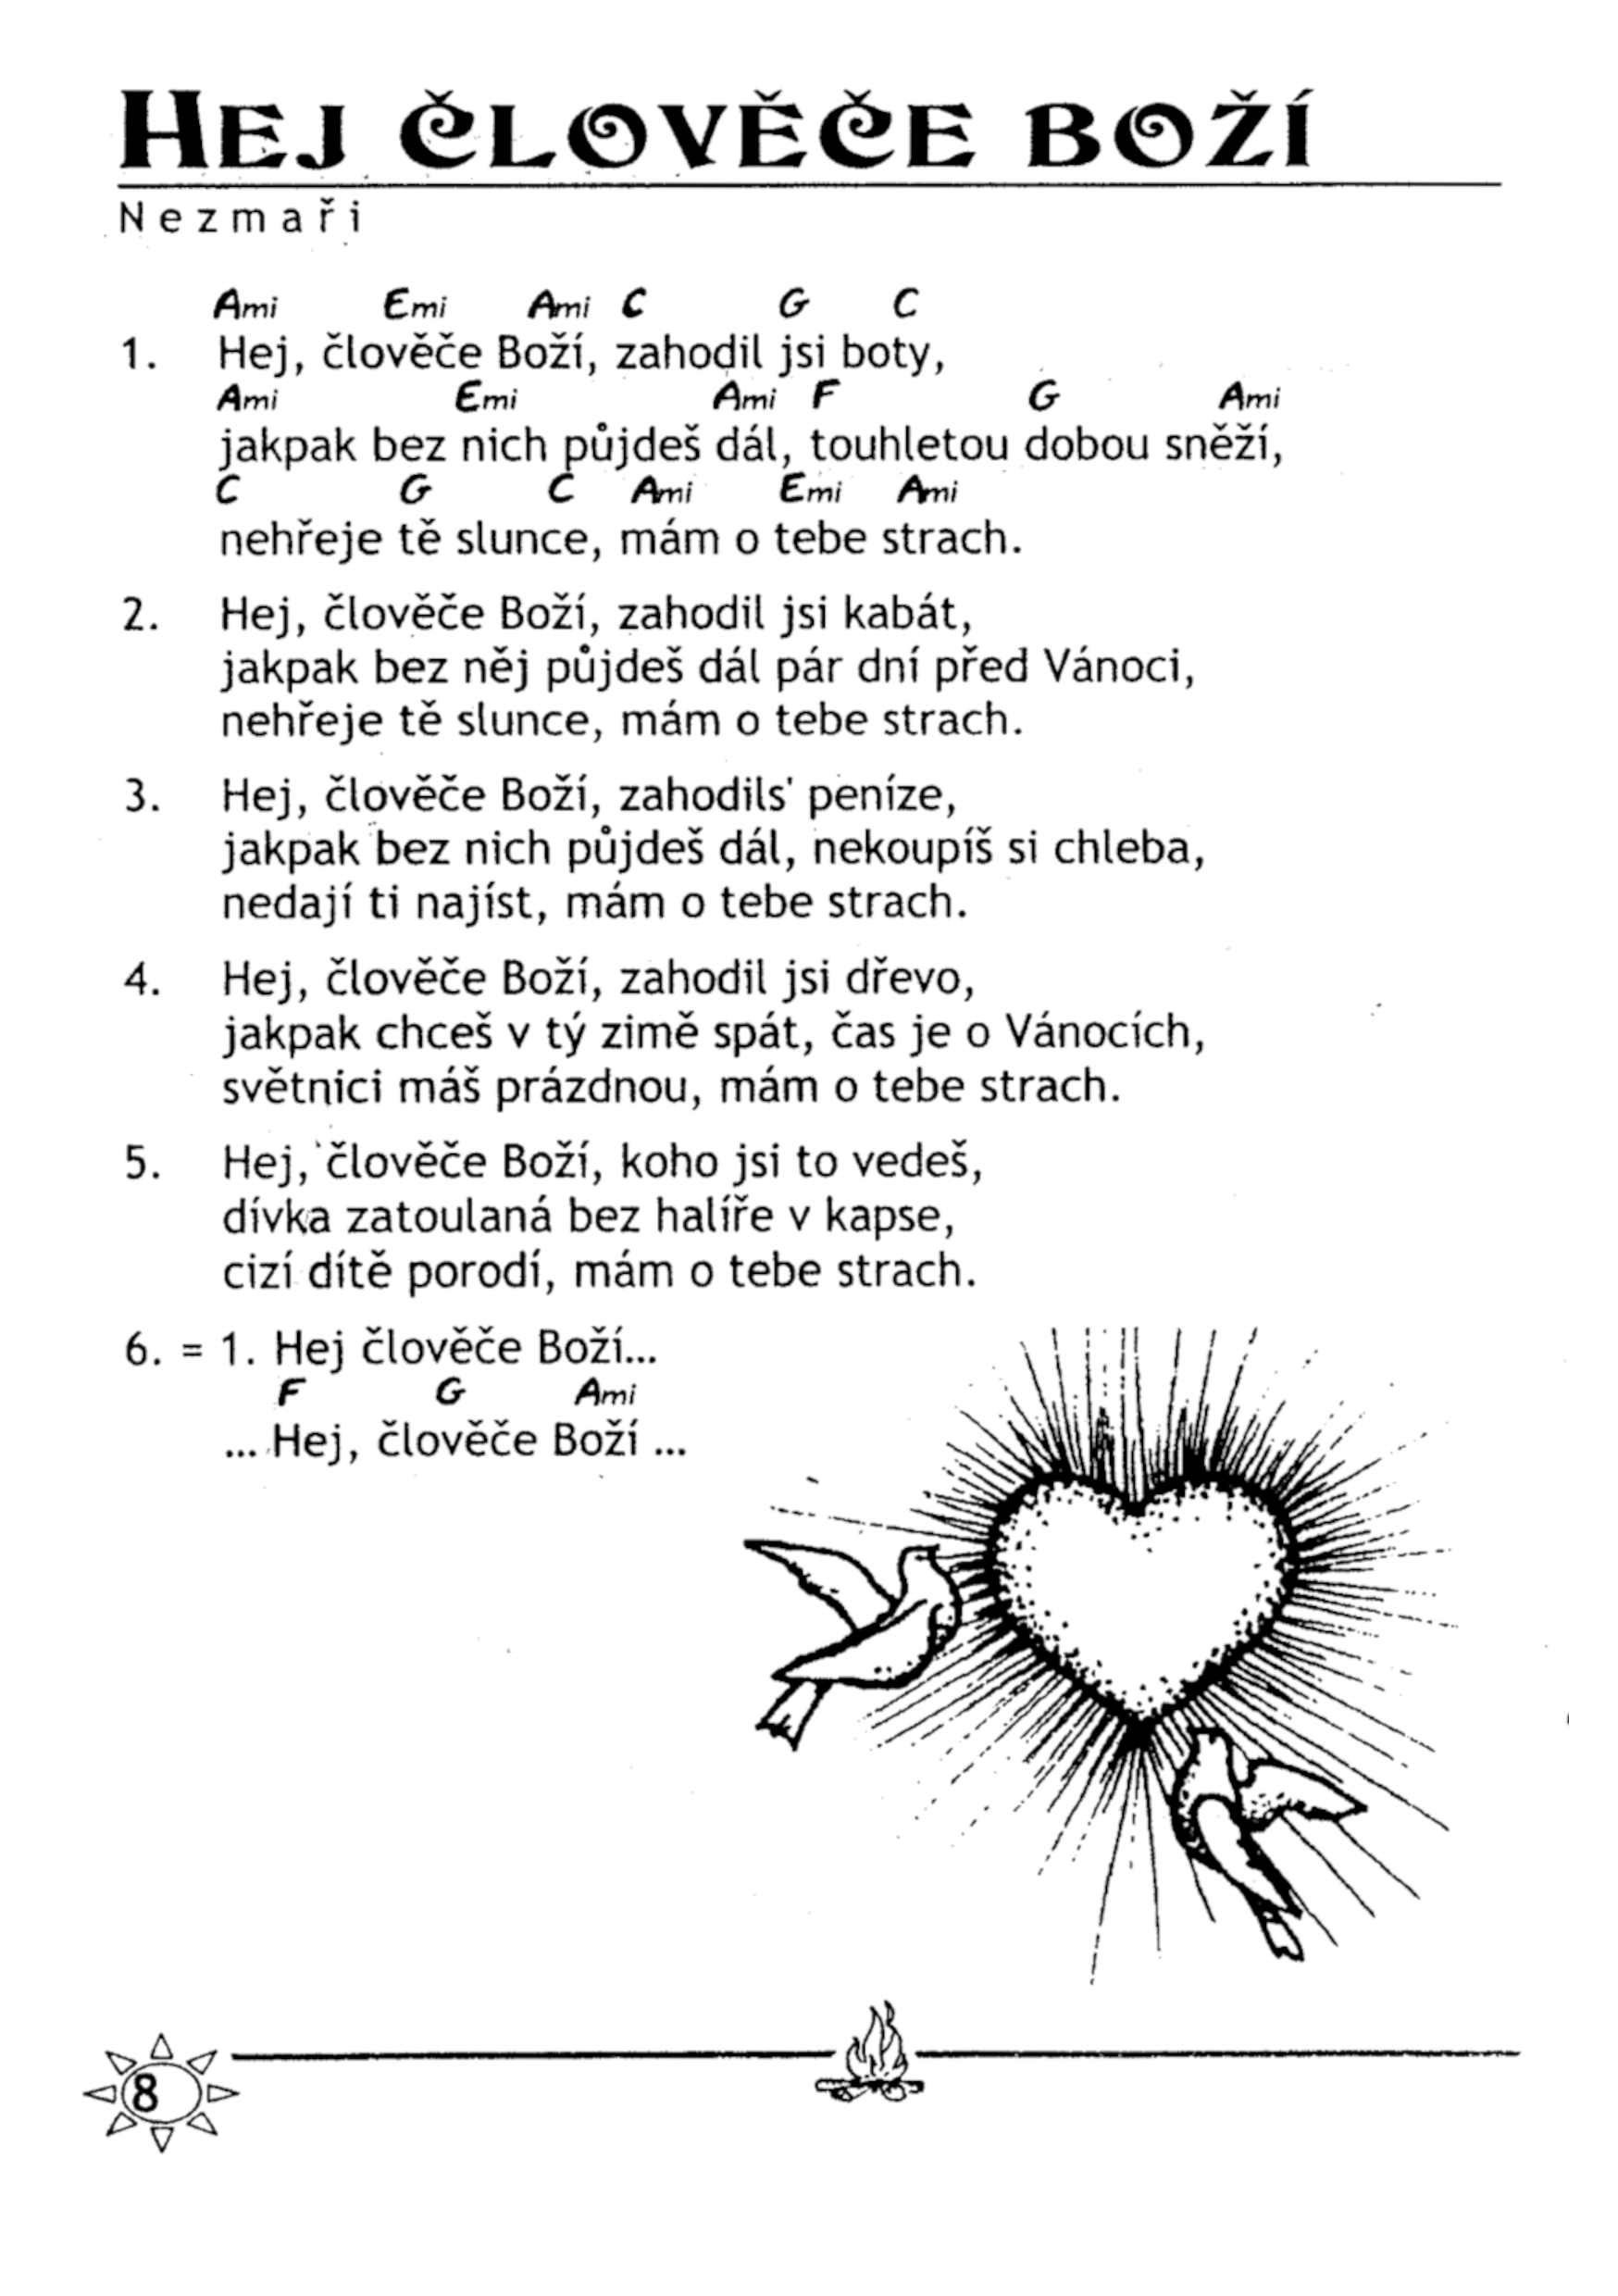 HEJ ČLOVĚČE BOŽÍ
Nezmaři
Ami Emi Ami C G C
1. Hej, člověče Boží, zahodil jsi boty,
Ami Emi Ami F G Ami
jakpak bez nich půjdeš dál, touhletou dobou sněží,
C G C Ami Emi Ami
nehřeje tě slunce, mám o tebe strach.
2. Hej, člověče Boží, zahodil jsi kabát,
jakpak bez něj půjdeš dál pár dní před Vánoci,
nehřeje tě slunce, mám o tebe strach.
3. Hej, člověče Boží, zahodils' peníze,
jakpak bez nich půjdeš dál, nekoupíš si chleba,
nedají ti najíst, mám o tebe strach.
4. Hej, člověče Boží, zahodil jsi dřevo,
jakpak chceš v tý zimě spát, čas je o Vánocích,
světnici máš prázdnou, mám o tebe strach.
5. Hej, člověče Boží, koho jsi to vedeš,
dívka zatoulaná bez halíře v kapse,
cizí dítě porodí, mám o tebe strach.
6. = 1. Hej člověče Boží...
F G Ami
... Hej, člověče Boží ...
8